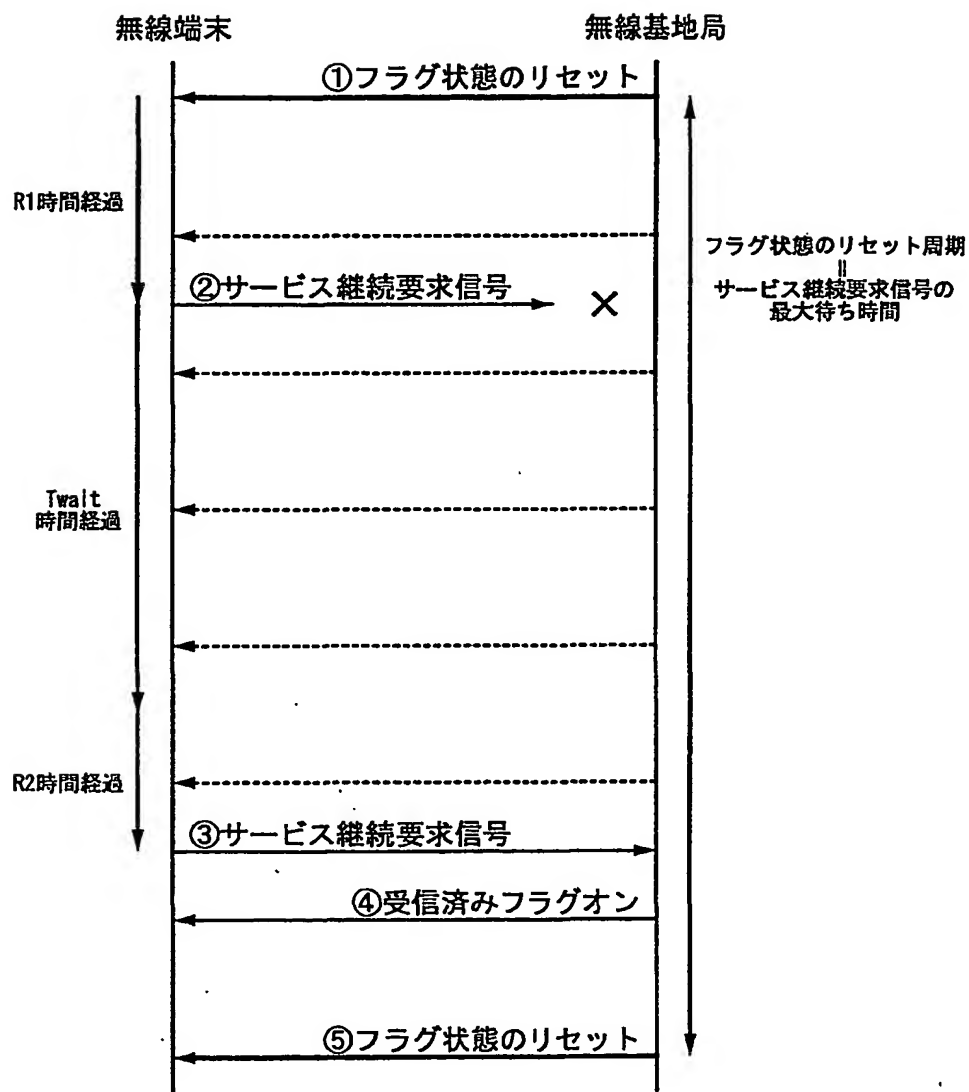 無線端末
無線基地局
①フラグ状態のリセット
R1時間経過
フラグ状態のリセット周期
||
サービス継続要求信号の
最大待ち時間
②サービス継続要求信号
×
Twait
時間経過
R2時間経過
③サービス継続要求信号
④受信済みフラグオン
⑤フラグ状態のリセット